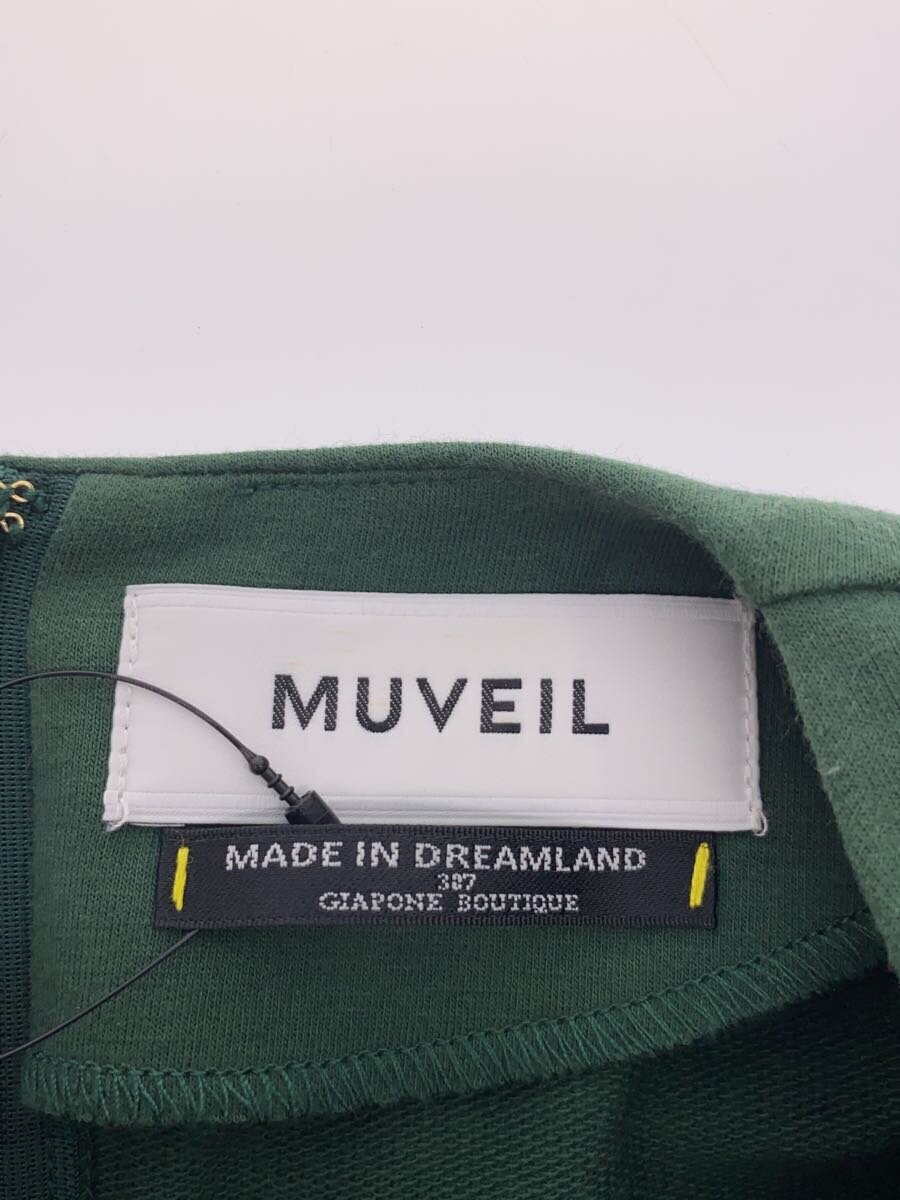 MUVEIL
MADE IN DREAMLAND
387
GIAPONE BOUTIQUE